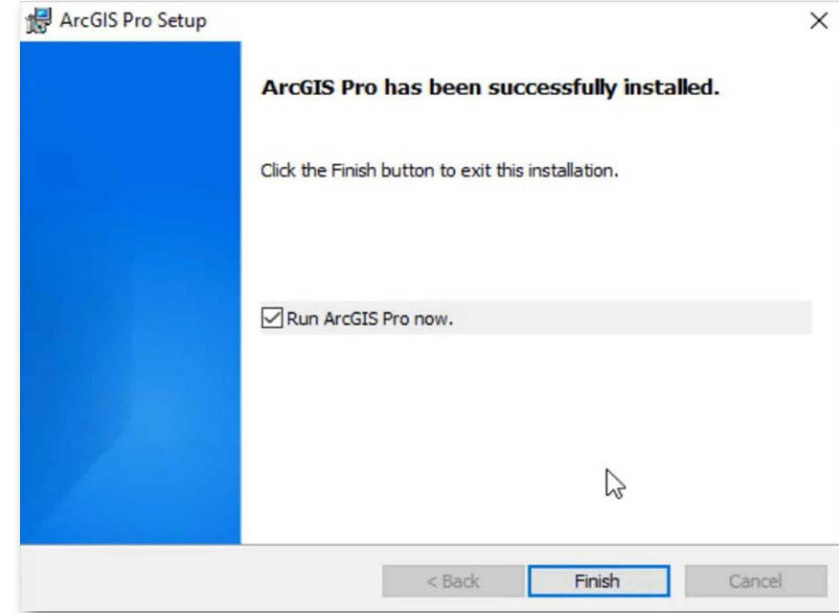 ArcGIS Pro Setup
ArcGIS Pro has been successfully installed.
Click the Finish button to exit this installation.
Run ArcGIS Pro now.
< Back Finish Cancel